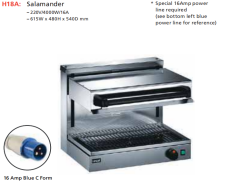 H18A: Salamander
- 220V/4000W/16A
- 615W x 480H x 540D mm
* Special 16Amp power
line required
(see bottom left blue
power line for reference)
16 Amp Blue C Form